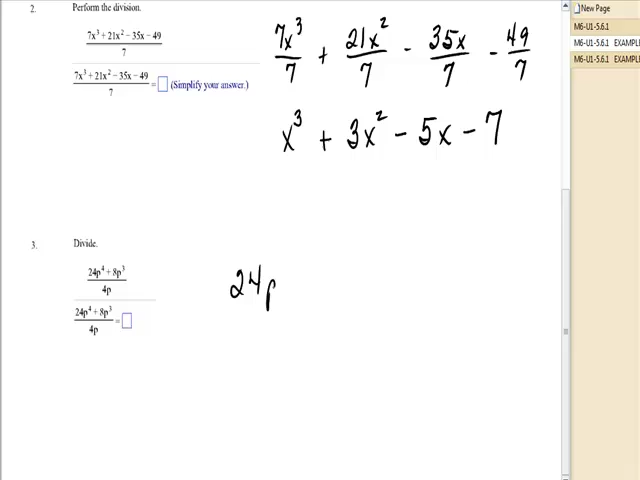 2. Perform the division.
7x³ + 21x² − 35x − 49
7
7x³ + 21x² − 35x − 49
7
= (Simplify your answer.)
7x³/7 + 21x²/7 − 35x/7 − 49/7
x³ + 3x² − 5x − 7
3. Divide.
24p⁴ + 8p³
4p
24p⁴ + 8p³
4p
=
24p
New Page
M6-U1-5.6.1
M6-U1-5.6.1 EXAMPLE
M6-U1-5.6.1 EXAMPLE